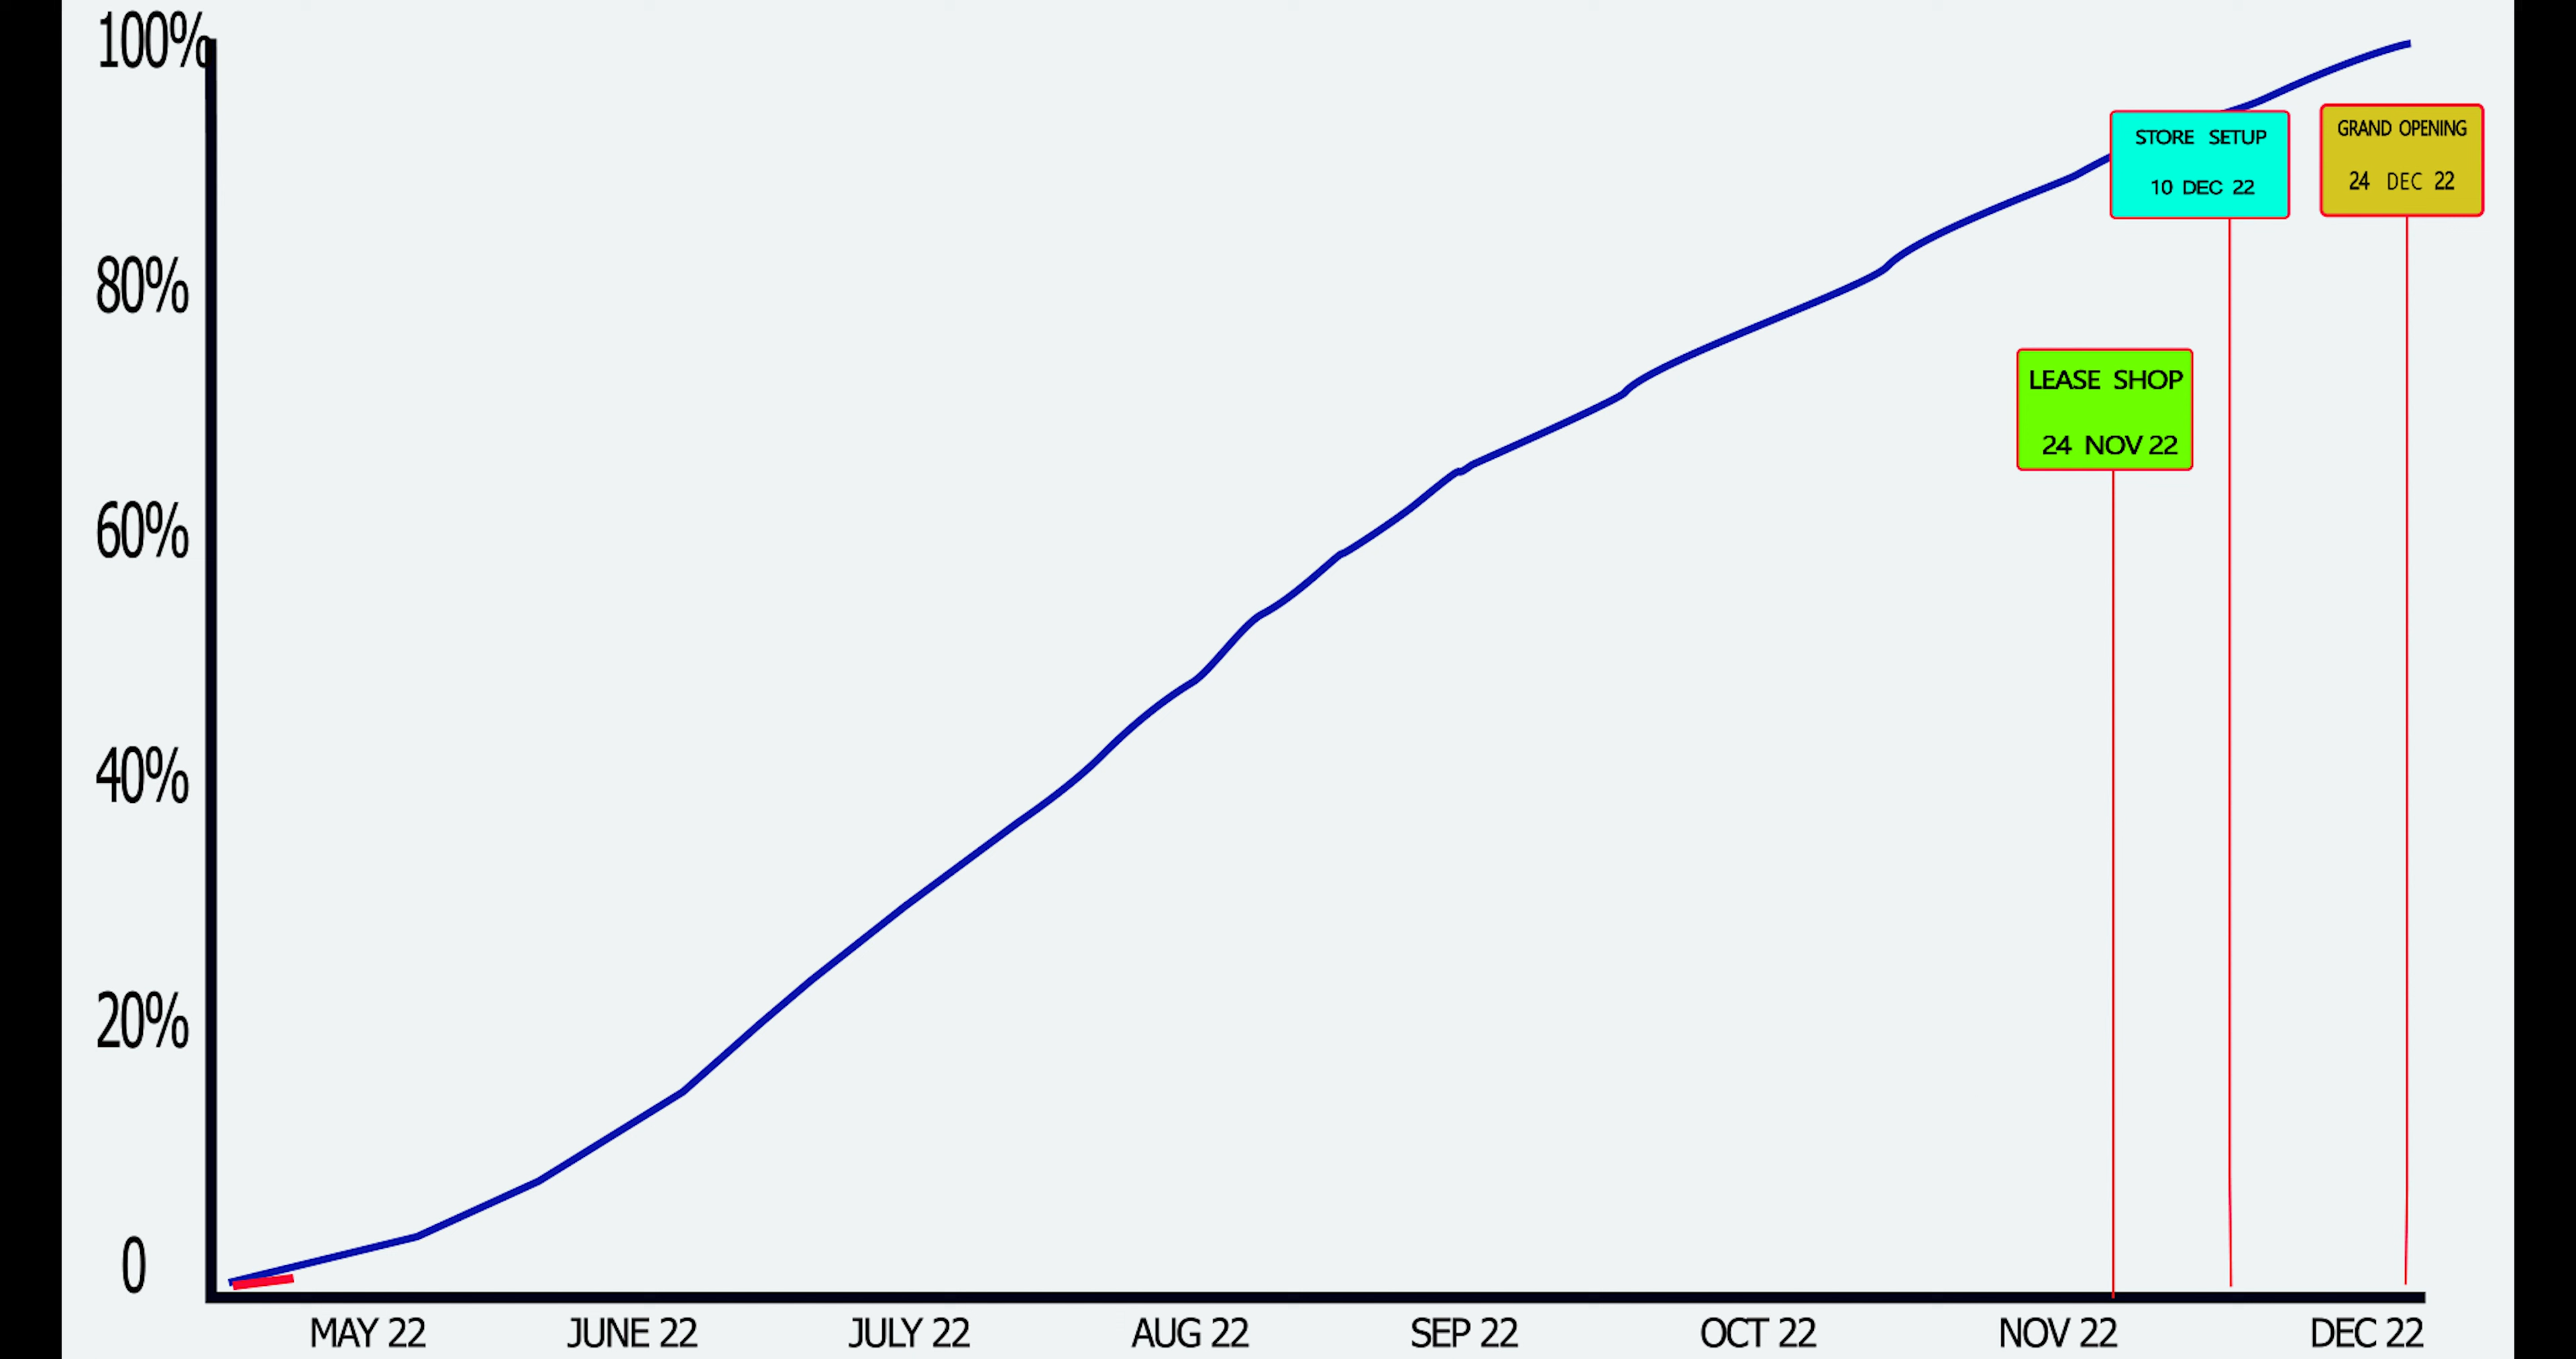 100%
80%
60%
40%
20%
0
STORE SETUP
10 DEC 22
GRAND OPENING
24 DEC 22
LEASE SHOP
24 NOV 22
MAY 22 JUNE 22 JULY 22 AUG 22 SEP 22 OCT 22 NOV 22 DEC 22